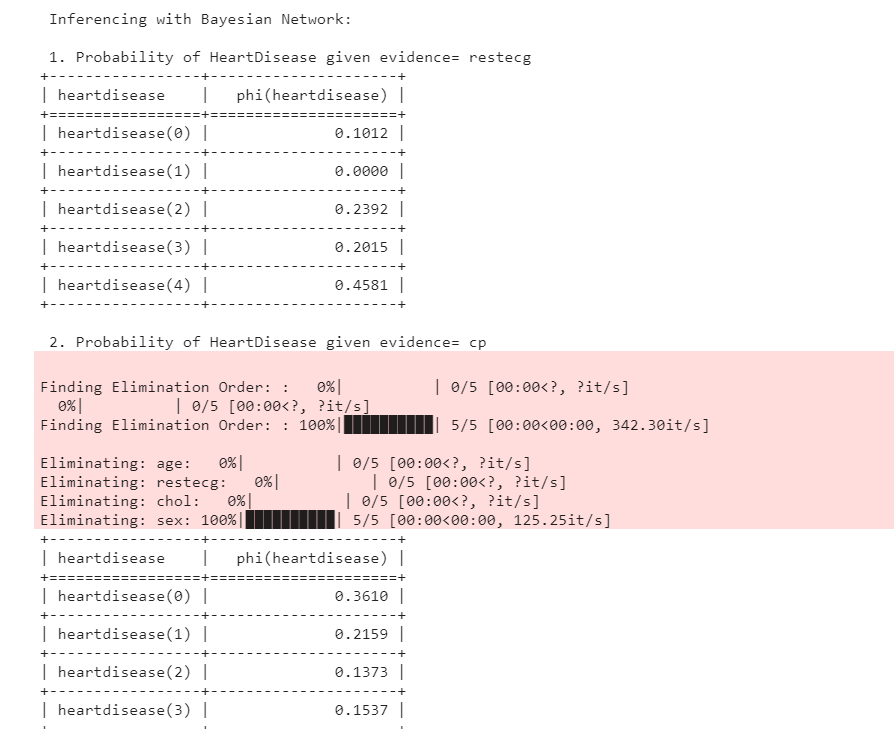 Inferencing with Bayesian Network:
1. Probability of HeartDisease given evidence= restecg
+-----------------+---------------------+
| heartdisease    |   phi(heartdisease) |
+=================+=====================+
| heartdisease(0) |              0.1012 |
+-----------------+---------------------+
| heartdisease(1) |              0.0000 |
+-----------------+---------------------+
| heartdisease(2) |              0.2392 |
+-----------------+---------------------+
| heartdisease(3) |              0.2015 |
+-----------------+---------------------+
| heartdisease(4) |              0.4581 |
+-----------------+---------------------+
2. Probability of HeartDisease given evidence= cp
Finding Elimination Order: :   0%|          | 0/5 [00:00<?, ?it/s]
  0%|          | 0/5 [00:00<?, ?it/s]
Finding Elimination Order: : 100%|██████████| 5/5 [00:00<00:00, 342.30it/s]
Eliminating: age:   0%|          | 0/5 [00:00<?, ?it/s]
Eliminating: restecg:   0%|          | 0/5 [00:00<?, ?it/s]
Eliminating: chol:   0%|          | 0/5 [00:00<?, ?it/s]
Eliminating: sex: 100%|██████████| 5/5 [00:00<00:00, 125.25it/s]
+-----------------+---------------------+
| heartdisease    |   phi(heartdisease) |
+=================+=====================+
| heartdisease(0) |              0.3610 |
+-----------------+---------------------+
| heartdisease(1) |              0.2159 |
+-----------------+---------------------+
| heartdisease(2) |              0.1373 |
+-----------------+---------------------+
| heartdisease(3) |              0.1537 |